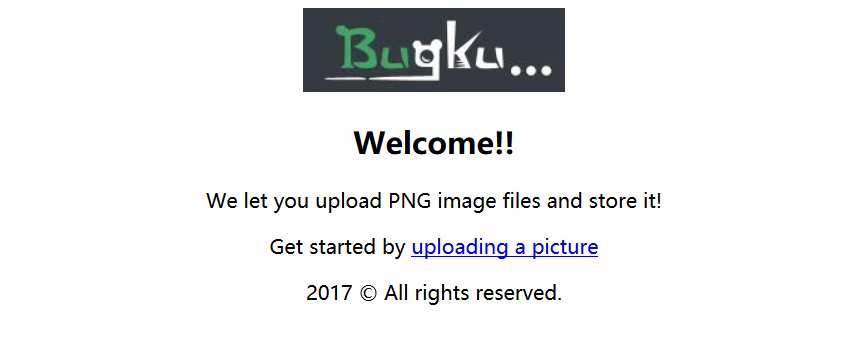 Bugku...
Welcome!!
We let you upload PNG image files and store it!
Get started by uploading a picture
2017 © All rights reserved.